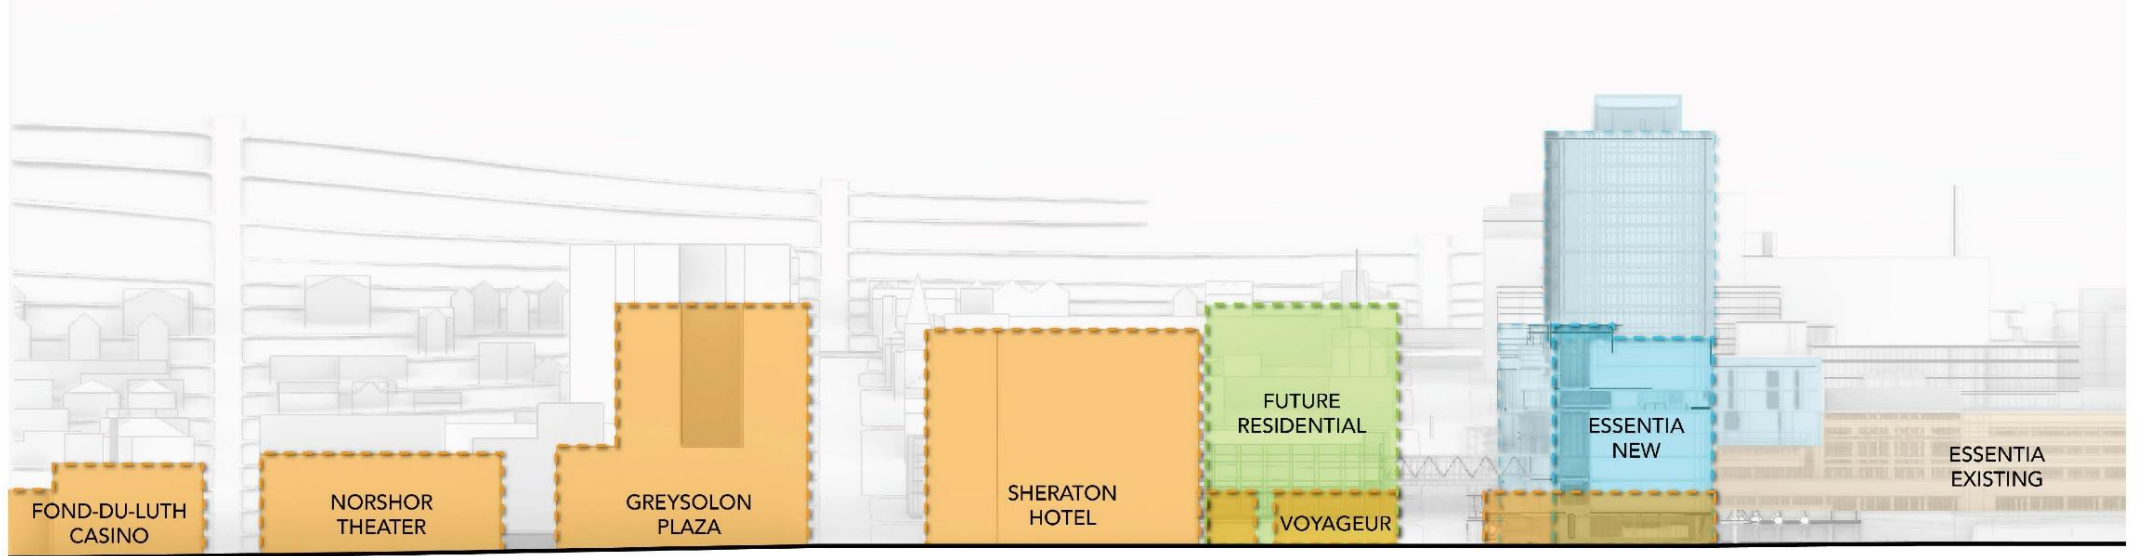 FOND-DU-LUTH
CASINO
NORSHOR
THEATER
GREYSOLON
PLAZA
SHERATON
HOTEL
FUTURE
RESIDENTIAL
VOYAGEUR
ESSENTIA
NEW
ESSENTIA
EXISTING